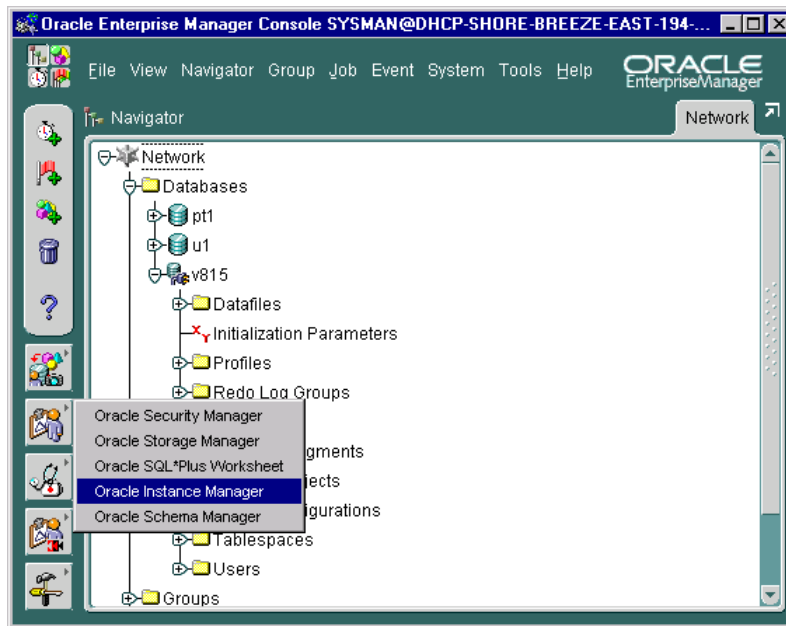 Oracle Enterprise Manager Console SYSMAN@DHCP-SHORE-BREEZE-EAST-194-...
File View Navigator Group Job Event System Tools Help
ORACLE
EnterpriseManager
Navigator
Network
Network
Databases
pt1
u1
v815
Datafiles
Initialization Parameters
Profiles
Redo Log Groups
Oracle Security Manager
Oracle Storage Manager
gments
Oracle SQL*Plus Worksheet
jects
Oracle Instance Manager
igurations
Oracle Schema Manager
Tablespaces
Users
Groups